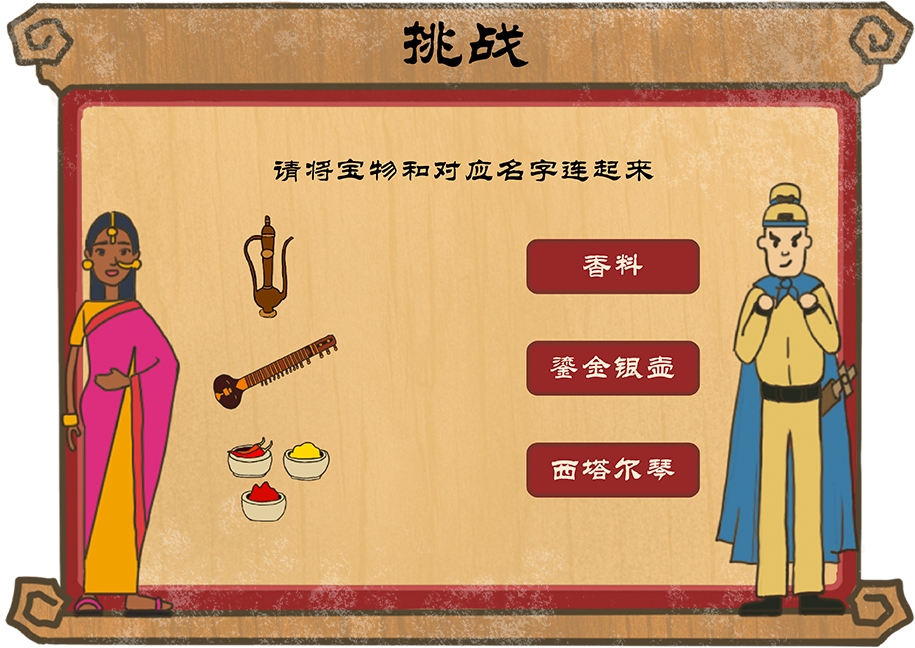 挑战
请将宝物和对应名字连起来
香料
鎏金银壶
西塔尔琴